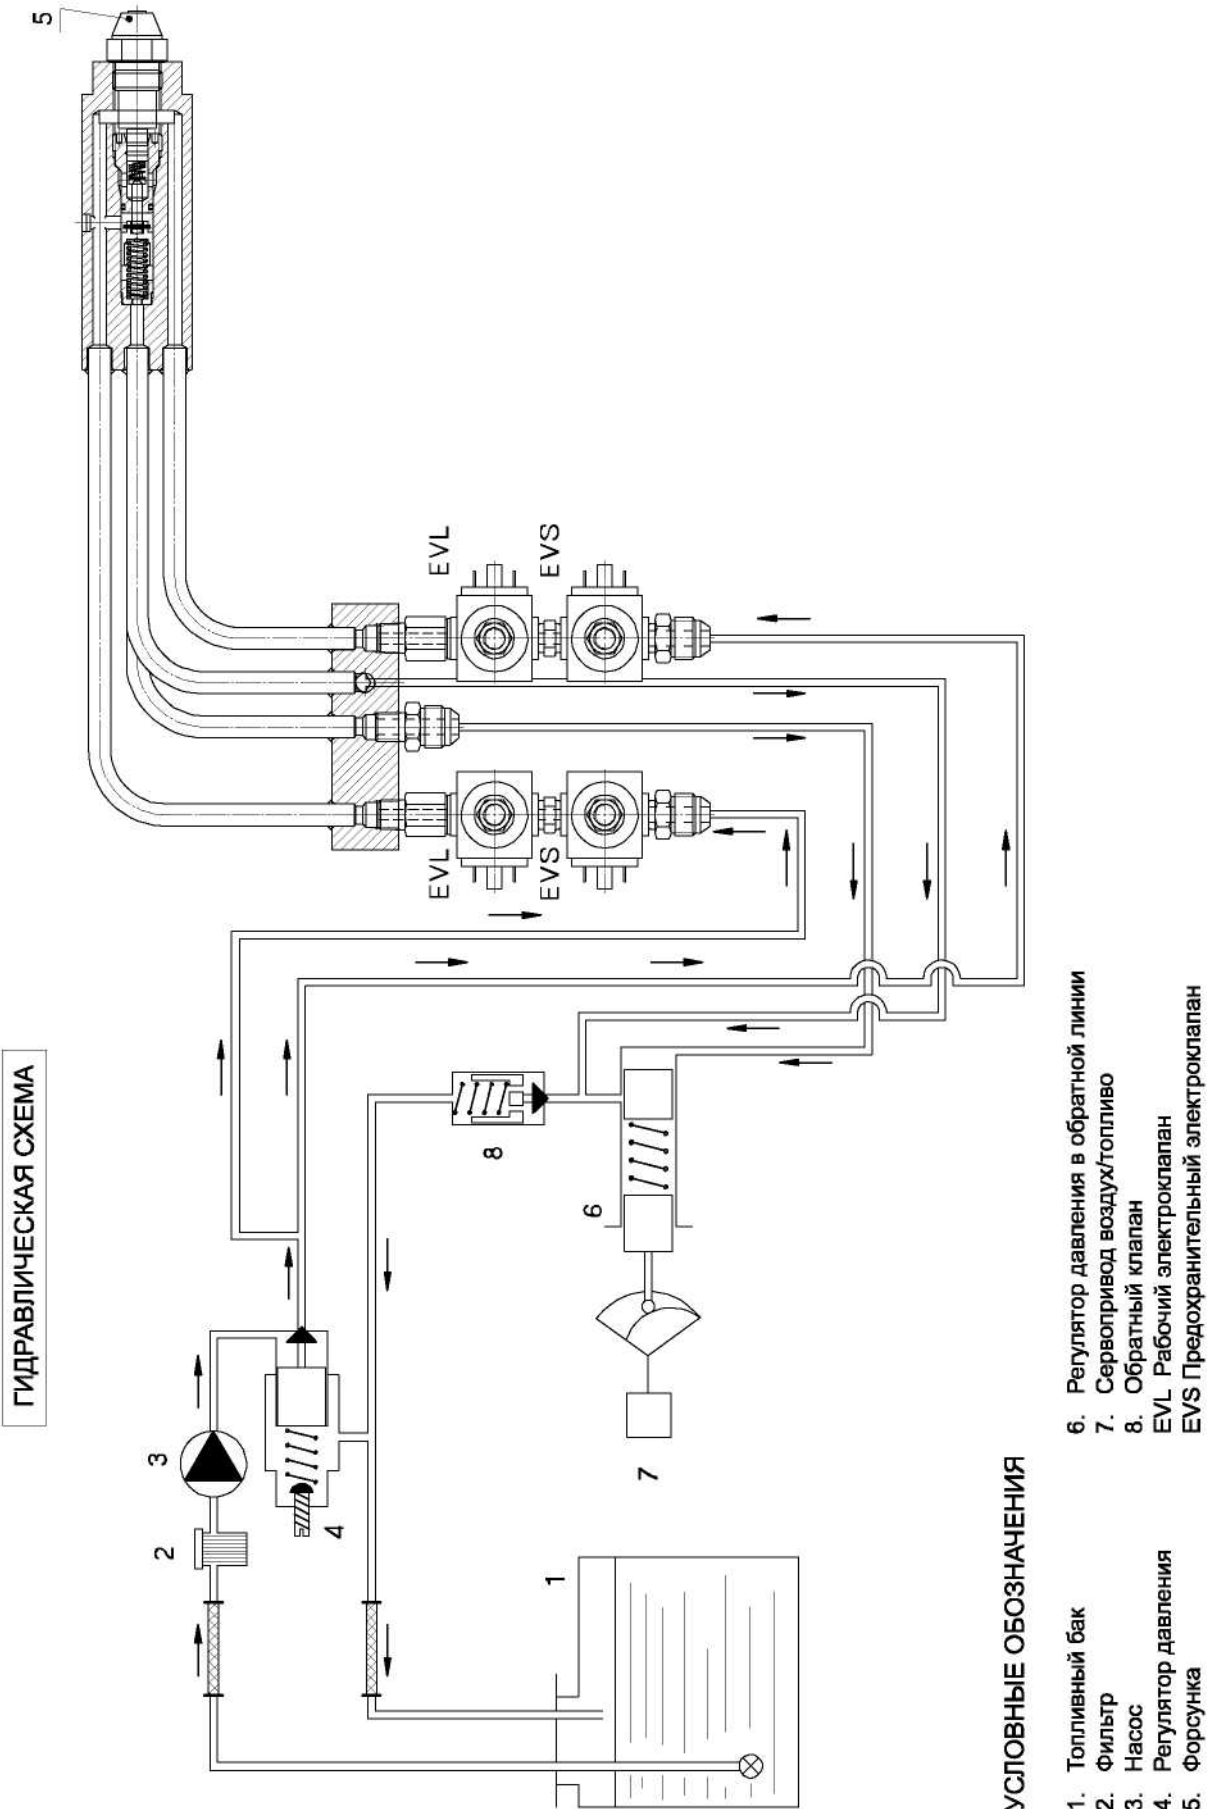 ГИДРАВЛИЧЕСКАЯ СХЕМА
5
EVL
EVS
EVL
EVS
3
2
4
8
6
7
1
УСЛОВНЫЕ ОБОЗНАЧЕНИЯ
1. Топливный бак
2. Фильтр
3. Насос
4. Регулятор давления
5. Форсунка
6. Регулятор давления в обратной линии
7. Сервопривод воздух/топливо
8. Обратный клапан
EVL Рабочий электроклапан
EVS Предохранительный электроклапан